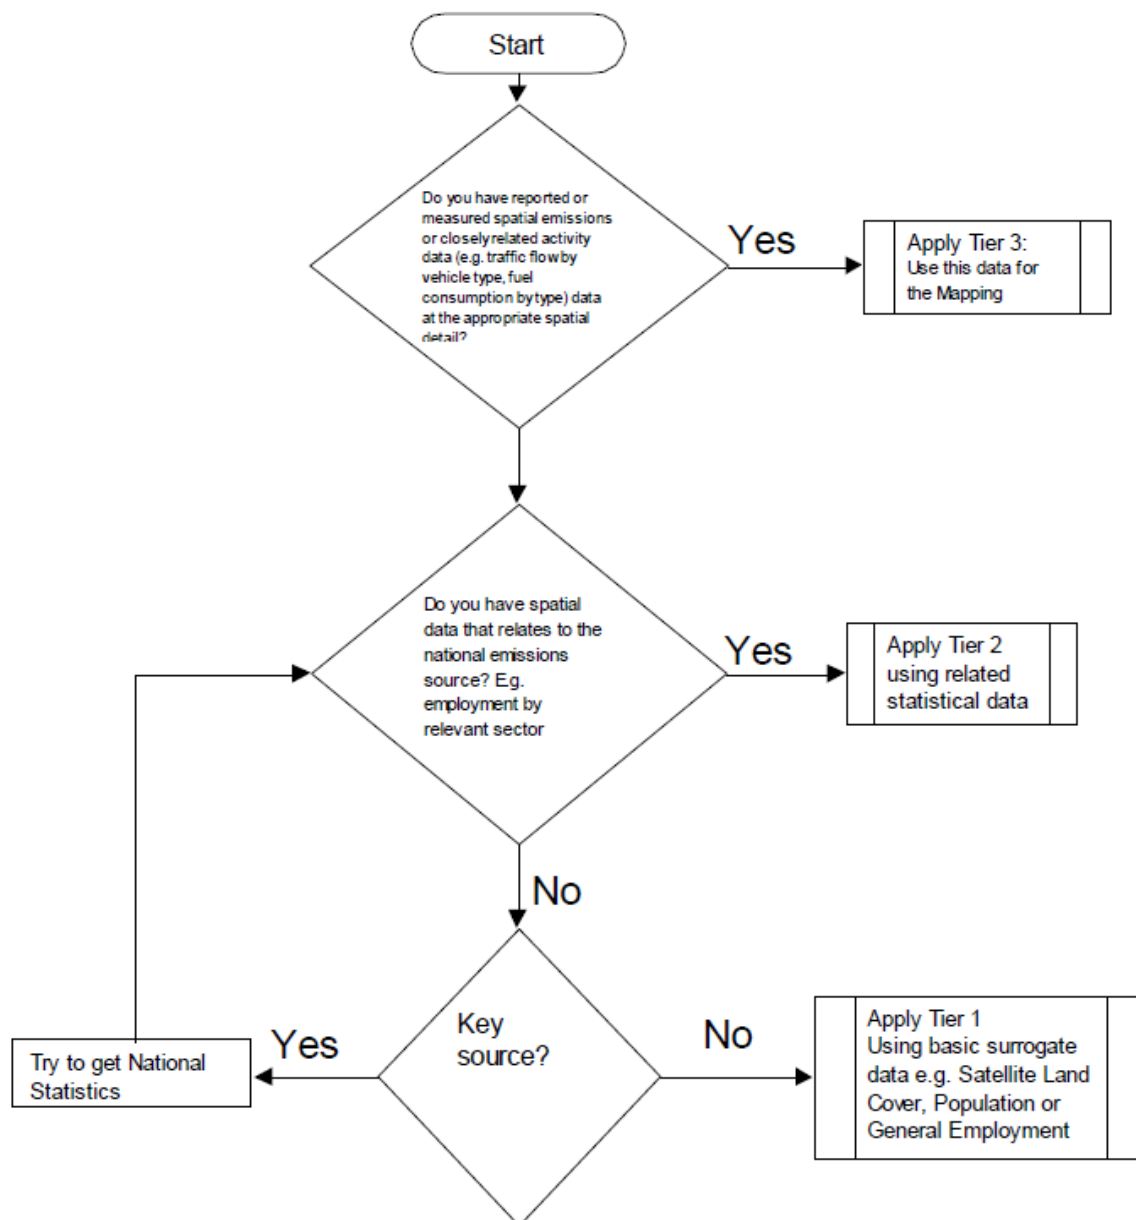 Start
Do you have reported or
measured spatial emissions
or closely related activity
data (e.g. traffic flow by
vehicle type, fuel
consumption by type) data
at the appropriate spatial
detail?
Yes
Apply Tier 3:
Use this data for
the Mapping
Do you have spatial
data that relates to the
national emissions
source? E.g.
employment by
relevant sector
Yes
Apply Tier 2
using related
statistical data
No
Key
source?
Yes
Try to get National
Statistics
No
Apply Tier 1
Using basic surrogate
data e.g. Satellite Land
Cover, Population or
General Employment